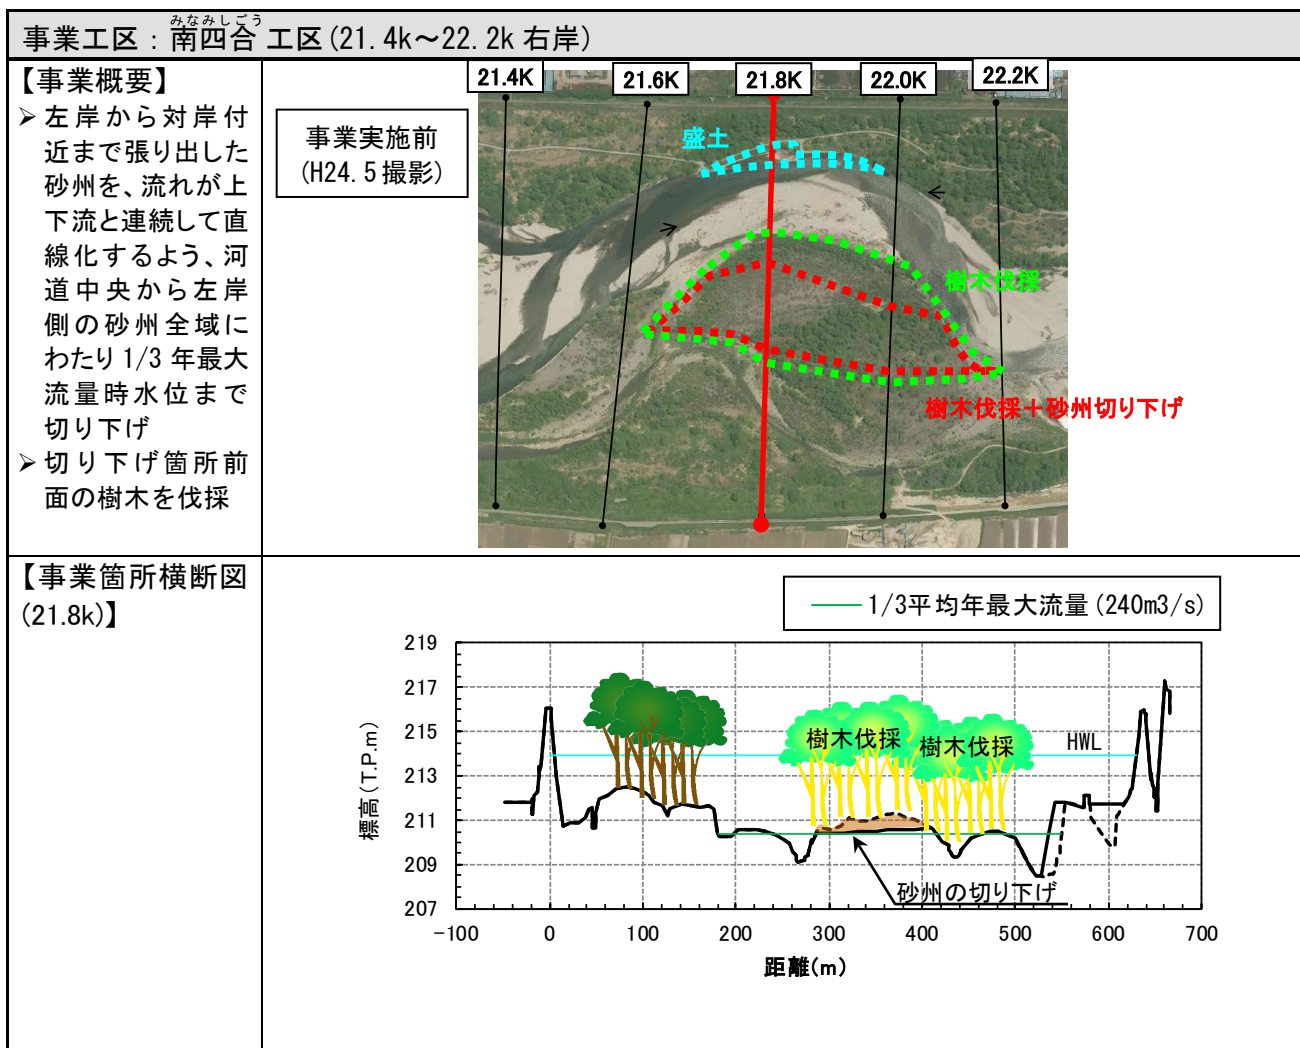 みなみしごう
事業工区：南四合工区(21.4k～22.2k 右岸)
【事業概要】
➢ 左岸から対岸付
近まで張り出した
砂州を、流れが上
下流と連続して直
線化するよう、河
道中央から左岸
側の砂州全域に
わたり 1/3 年最大
流量時水位まで
切り下げ
➢ 切り下げ箇所前
面の樹木を伐採
事業実施前
(H24.5 撮影)
21.4K
21.6K
21.8K
22.0K
22.2K
盛土
樹木伐採
樹木伐採＋砂州切り下げ
【事業箇所横断図
(21.8k)】
1/3平均年最大流量(240m3/s)
219
217
215
213
211
209
207
標高(T.P.m)
樹木伐採
樹木伐採
HWL
砂州の切り下げ
-100
0
100
200
300
400
500
600
700
距離(m)